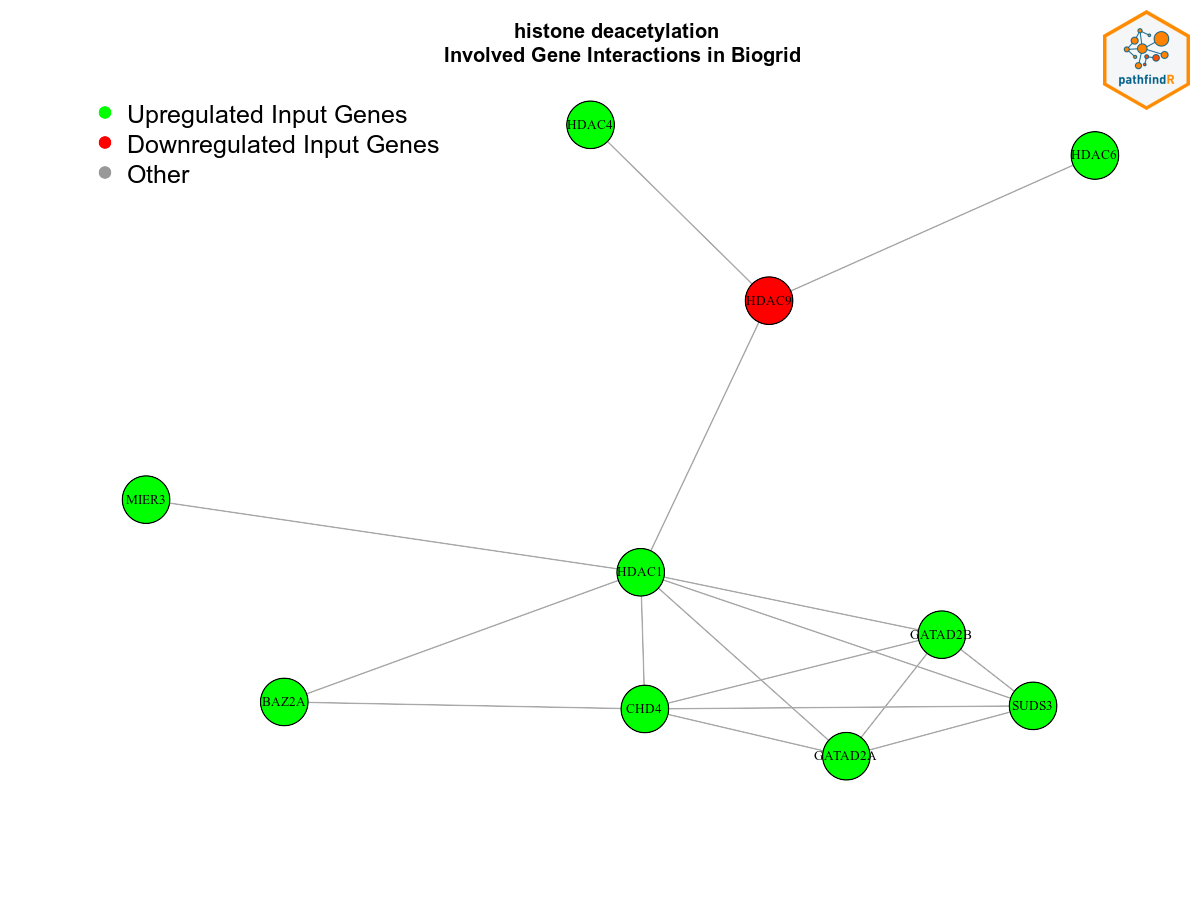 histone deacetylation
Involved Gene Interactions in Biogrid
pathfindR
Upregulated Input Genes
Downregulated Input Genes
Other
HDAC4
HDAC6
HDAC9
MIER3
HDAC1
GATAD2B
BAZ2A
CHD4
SUDS3
GATAD2A